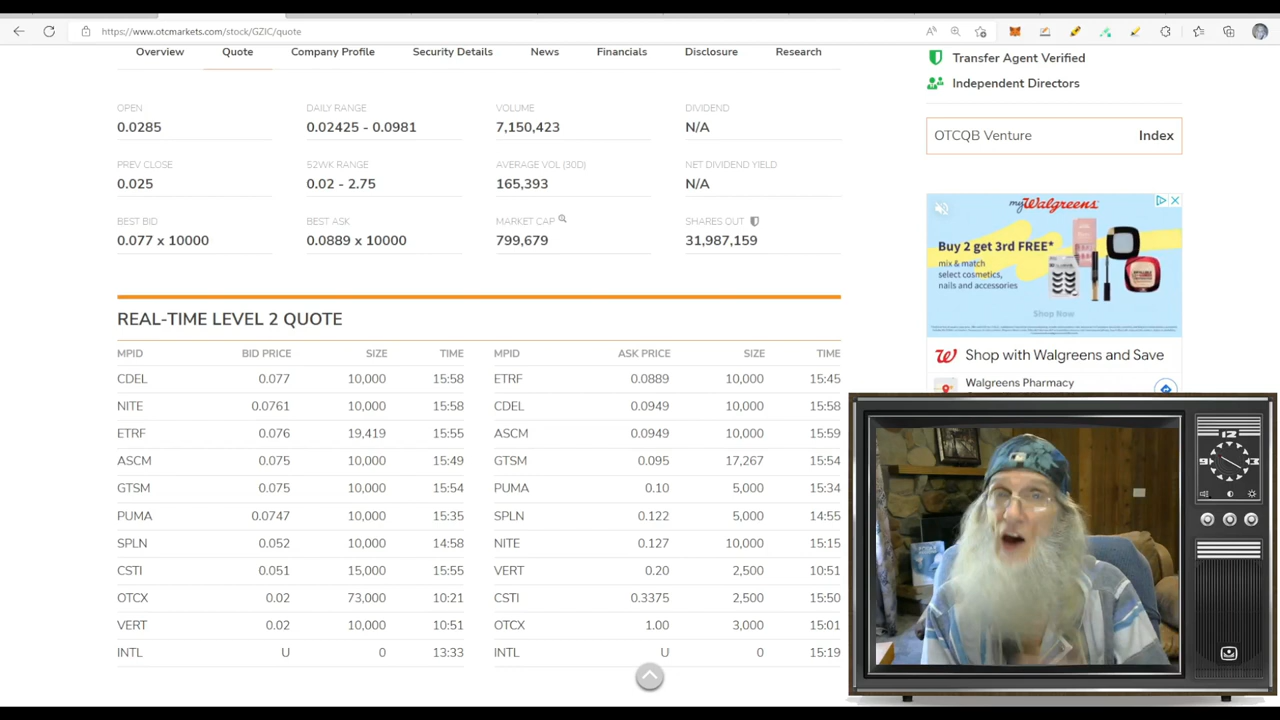 https://www.otcmarkets.com/stock/GZIC/quote
Overview Quote Company Profile Security Details News Financials Disclosure Research
Transfer Agent Verified
Independent Directors
OTCQB Venture Index
OPEN DAILY RANGE VOLUME DIVIDEND
0.0285 0.02425 - 0.0981 7,150,423 N/A
PREV CLOSE 52WK RANGE AVERAGE VOL (30D) NET DIVIDEND YIELD
0.025 0.02 - 2.75 165,393 N/A
BEST BID BEST ASK MARKET CAP SHARES OUT
0.077 x 10000 0.0889 x 10000 799,679 31,987,159
REAL-TIME LEVEL 2 QUOTE
MPID BID PRICE SIZE TIME MPID ASK PRICE SIZE TIME
CDEL 0.077 10,000 15:58 ETRF 0.0889 10,000 15:45
NITE 0.0761 10,000 15:58 CDEL 0.0949 10,000 15:58
ETRF 0.076 19,419 15:55 ASCM 0.0949 10,000 15:59
ASCM 0.075 10,000 15:49 GTSM 0.095 17,267 15:54
GTSM 0.075 10,000 15:54 PUMA 0.10 5,000 15:34
PUMA 0.0747 10,000 15:35 SPLN 0.122 5,000 14:55
SPLN 0.052 10,000 14:58 NITE 0.127 10,000 15:15
CSTI 0.051 15,000 15:55 VERT 0.20 2,500 10:51
OTCX 0.02 73,000 10:21 CSTI 0.3375 2,500 15:50
VERT 0.02 10,000 10:51 OTCX 1.00 3,000 15:01
INTL U 0 13:33 INTL U 0 15:19
myWalgreens
Buy 2 get 3rd FREE*
mix & match
select cosmetics,
nails and accessories
Shop Now
Shop with Walgreens and Save
Walgreens Pharmacy
12
9 3